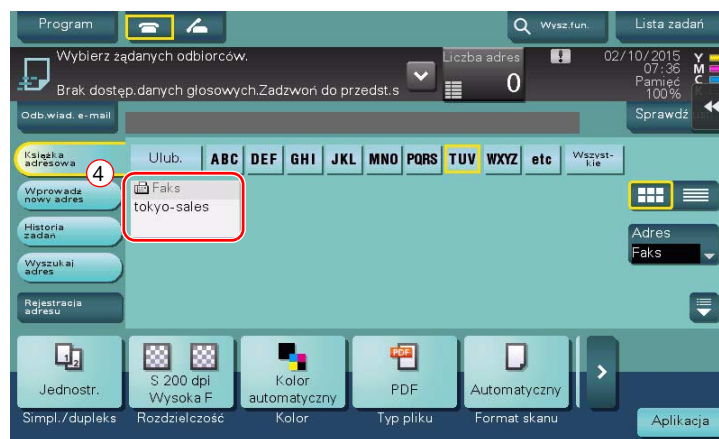 Program
Wysz.fun.
Lista zadań
Wybierz żądanych odbiorców.
Brak dostęp.danych głosowych.Zadzwoń do przedst.s
Liczba adres
0
02/10/2015
07:36
Pamięć
100%
Y
M
C
K
Odb.wiad. e-mail
Sprawdź
Książka
adresowa
4
Ulub.
ABC
DEF
GHI
JKL
MNO
PQRS
TUV
WXYZ
etc
Wszyst-
kie
Wprowadź
nowy adres
Faks
tokyo-sales
Historia
zadań
Adres
Faks
Wyszukaj
adres
Rejestracja
adresu
1 2
Jednostr.
S 200 dpi
Wysoka F
Kolor
automatyczny
PDF
PDF
Automatyczny
Simpl./dupleks
Rozdzielczość
Kolor
Typ pliku
Format skanu
Aplikacja